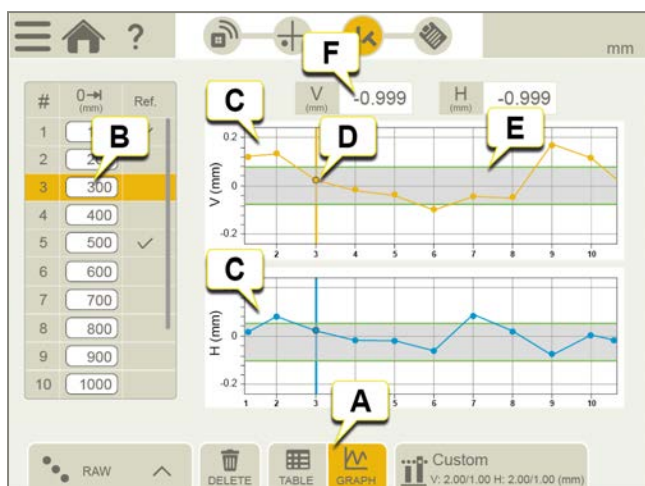 ?
mm
F
V
(mm)
-0.999
H
(mm)
-0.999
#
0
(mm)
Ref.
1
2
3
300
4
400
5
500
6
600
7
700
8
800
9
900
10
1000
B
C
D
E
V (mm)
0.2
0
-0.2
2 3 4 5 6 7 8 9 10
C
H (mm)
0
-0.2
1 2 3 4 5 6 7 8 9 10
A
RAW
DELETE
TABLE
GRAPH
Custom
V: 2.00/1.00 H: 2.00/1.00 (mm)